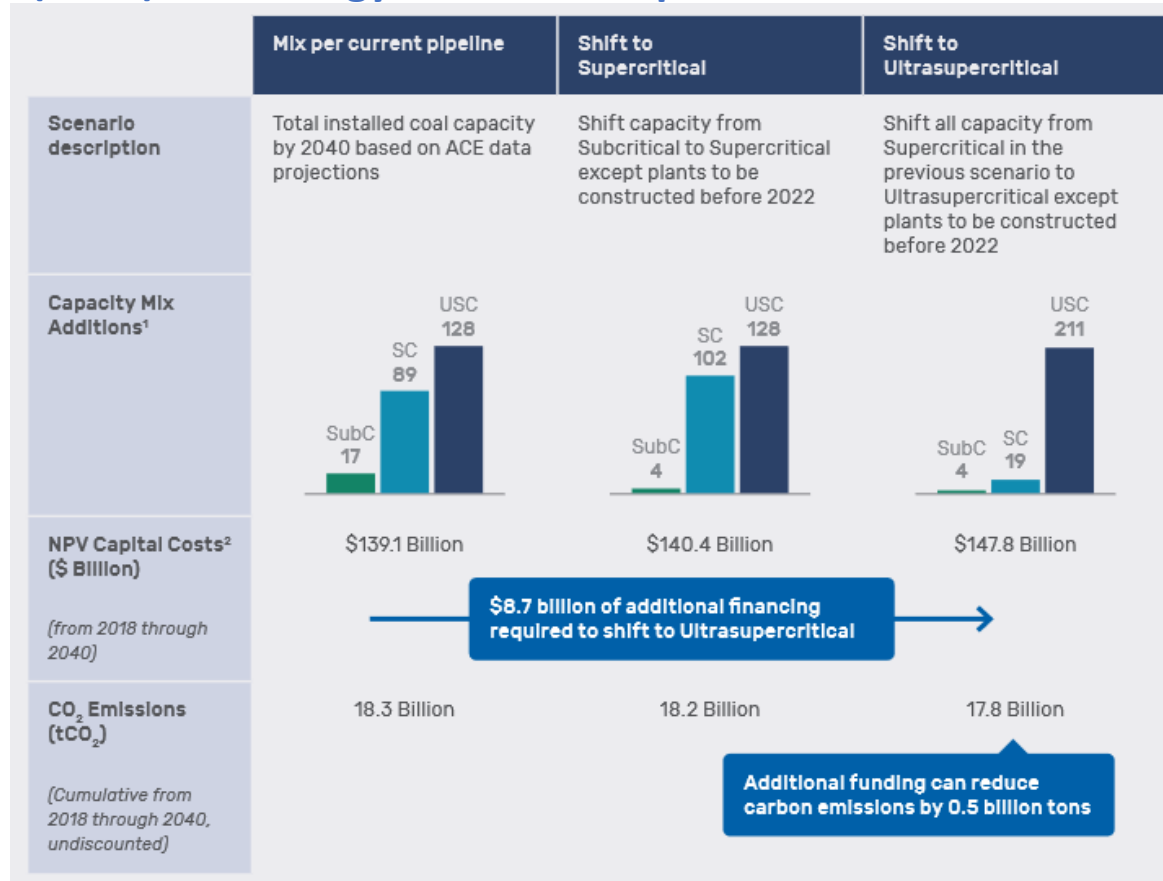 Mix per current pipeline
Shift to
Supercritical
Shift to
Ultrasupercritical
Scenario
description
Total installed coal capacity
by 2040 based on ACE data
projections
Shift capacity from
Subcritical to Supercritical
except plants to be
constructed before 2022
Shift all capacity from
Supercritical in the
previous scenario to
Ultrasupercritical except
plants to be constructed
before 2022
Capacity Mix
Additions¹
SubC
17
SC
89
USC
128
SubC
4
SC
102
USC
128
SubC
4
SC
19
USC
211
NPV Capital Costs²
($ Billion)
(from 2018 through
2040)
$139.1 Billion
$140.4 Billion
$147.8 Billion
$8.7 billion of additional financing
required to shift to Ultrasupercritical
CO₂ Emissions
(tCO₂)
(Cumulative from
2018 through 2040,
undiscounted)
18.3 Billion
18.2 Billion
17.8 Billion
Additional funding can reduce
carbon emissions by 0.5 billion tons